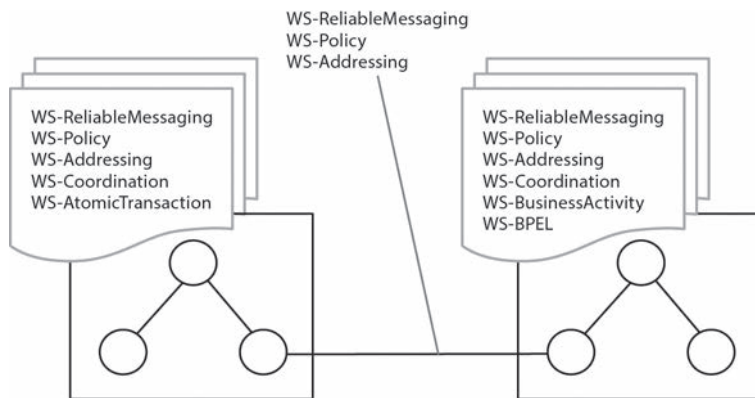 WS-ReliableMessaging
WS-Policy
WS-Addressing
WS-ReliableMessaging
WS-Policy
WS-Addressing
WS-Coordination
WS-AtomicTransaction
WS-ReliableMessaging
WS-Policy
WS-Addressing
WS-Coordination
WS-BusinessActivity
WS-BPEL